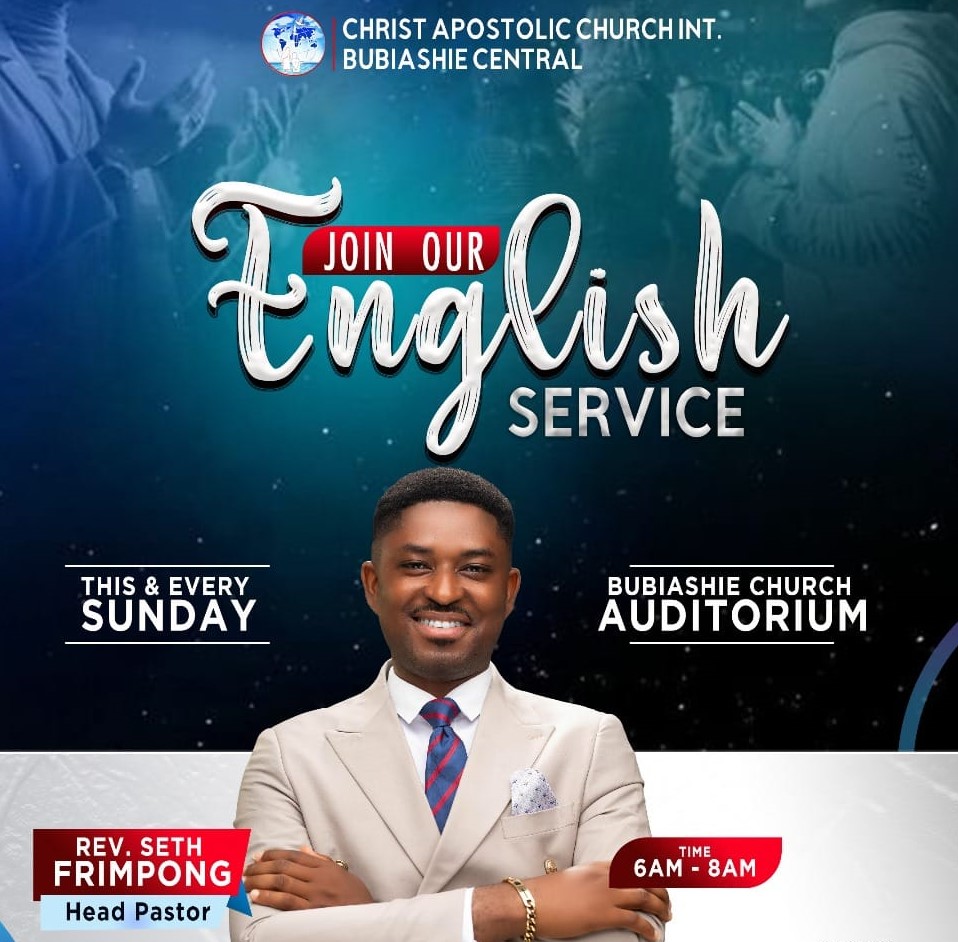 CHRIST APOSTOLIC CHURCH INT.
BUBIASHIE CENTRAL
JOIN OUR
English
SERVICE
THIS & EVERY
SUNDAY
BUBIASHIE CHURCH
AUDITORIUM
REV. SETH
FRIMPONG
Head Pastor
TIME
6AM - 8AM